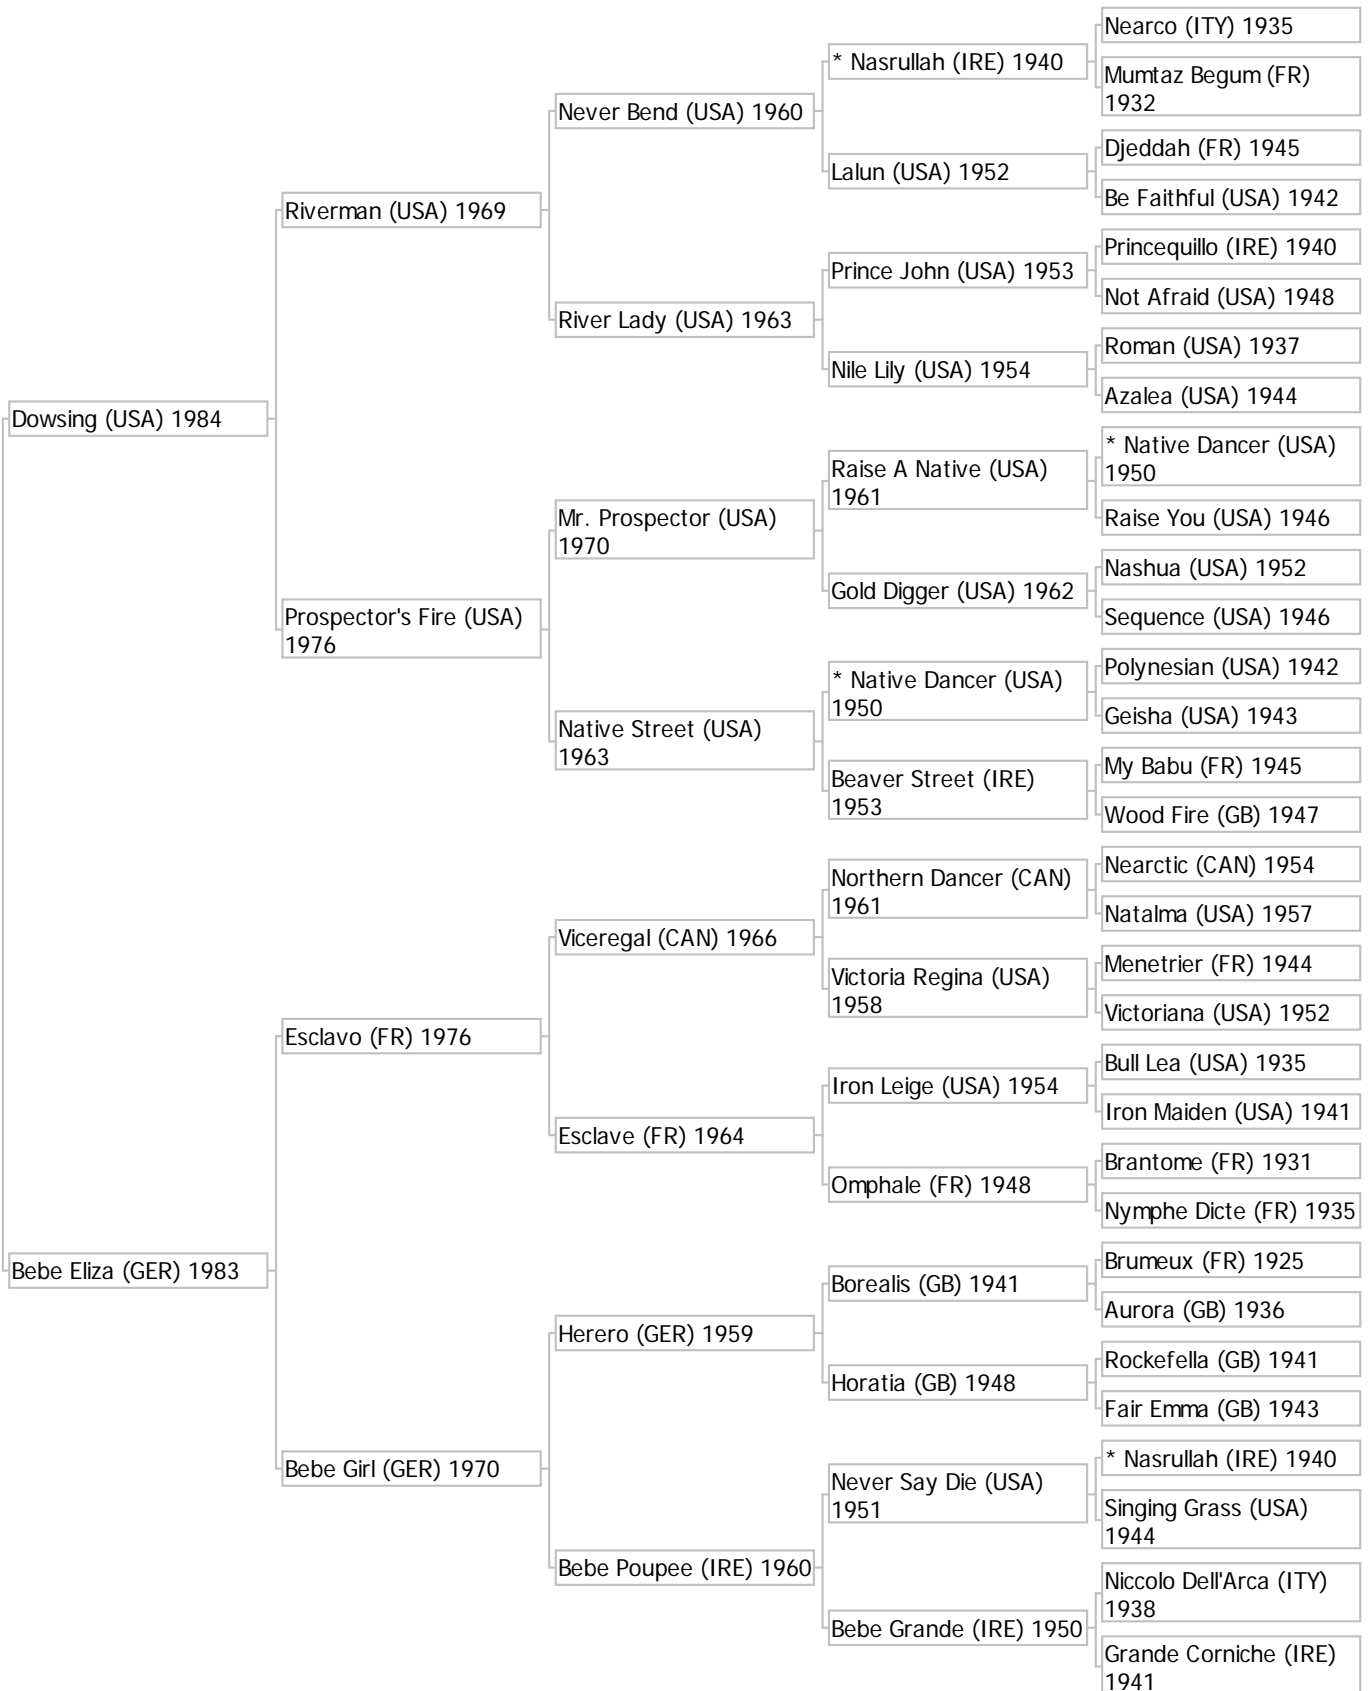 Nearco (ITY) 1935
* Nasrullah (IRE) 1940
Mumtaz Begum (FR)
1932
Never Bend (USA) 1960
Djeddah (FR) 1945
Lalun (USA) 1952
Be Faithful (USA) 1942
Riverman (USA) 1969
Princequillo (IRE) 1940
Prince John (USA) 1953
Not Afraid (USA) 1948
River Lady (USA) 1963
Roman (USA) 1937
Nile Lily (USA) 1954
Azalea (USA) 1944
Dowsing (USA) 1984
* Native Dancer (USA)
1950
Raise A Native (USA)
1961
Raise You (USA) 1946
Mr. Prospector (USA)
1970
Nashua (USA) 1952
Gold Digger (USA) 1962
Sequence (USA) 1946
Prospector's Fire (USA)
1976
Polynesian (USA) 1942
* Native Dancer (USA)
1950
Geisha (USA) 1943
Native Street (USA)
1963
My Babu (FR) 1945
Beaver Street (IRE)
1953
Wood Fire (GB) 1947
Nearctic (CAN) 1954
Northern Dancer (CAN)
1961
Natalma (USA) 1957
Viceregal (CAN) 1966
Menetrier (FR) 1944
Victoria Regina (USA)
1958
Victoriana (USA) 1952
Esclavo (FR) 1976
Bull Lea (USA) 1935
Iron Leige (USA) 1954
Iron Maiden (USA) 1941
Esclave (FR) 1964
Brantome (FR) 1931
Omphale (FR) 1948
Nymphe Dicte (FR) 1935
Bebe Eliza (GER) 1983
Brumeux (FR) 1925
Borealis (GB) 1941
Aurora (GB) 1936
Herero (GER) 1959
Rockefella (GB) 1941
Horatia (GB) 1948
Fair Emma (GB) 1943
Bebe Girl (GER) 1970
* Nasrullah (IRE) 1940
Never Say Die (USA)
1951
Singing Grass (USA)
1944
Bebe Poupee (IRE) 1960
Niccolo Dell'Arca (ITY)
1938
Bebe Grande (IRE) 1950
Grande Corniche (IRE)
1941